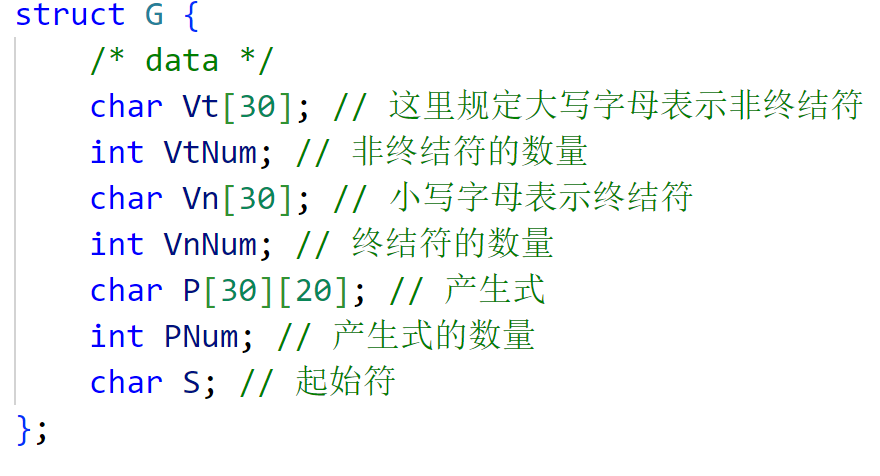 struct G {
    /* data */
    char Vt[30]; // 这里规定大写字母表示非终结符
    int VtNum; // 非终结符的数量
    char Vn[30]; // 小写字母表示终结符
    int VnNum; // 终结符的数量
    char P[30][20]; // 产生式
    int PNum; // 产生式的数量
    char S; // 起始符
};